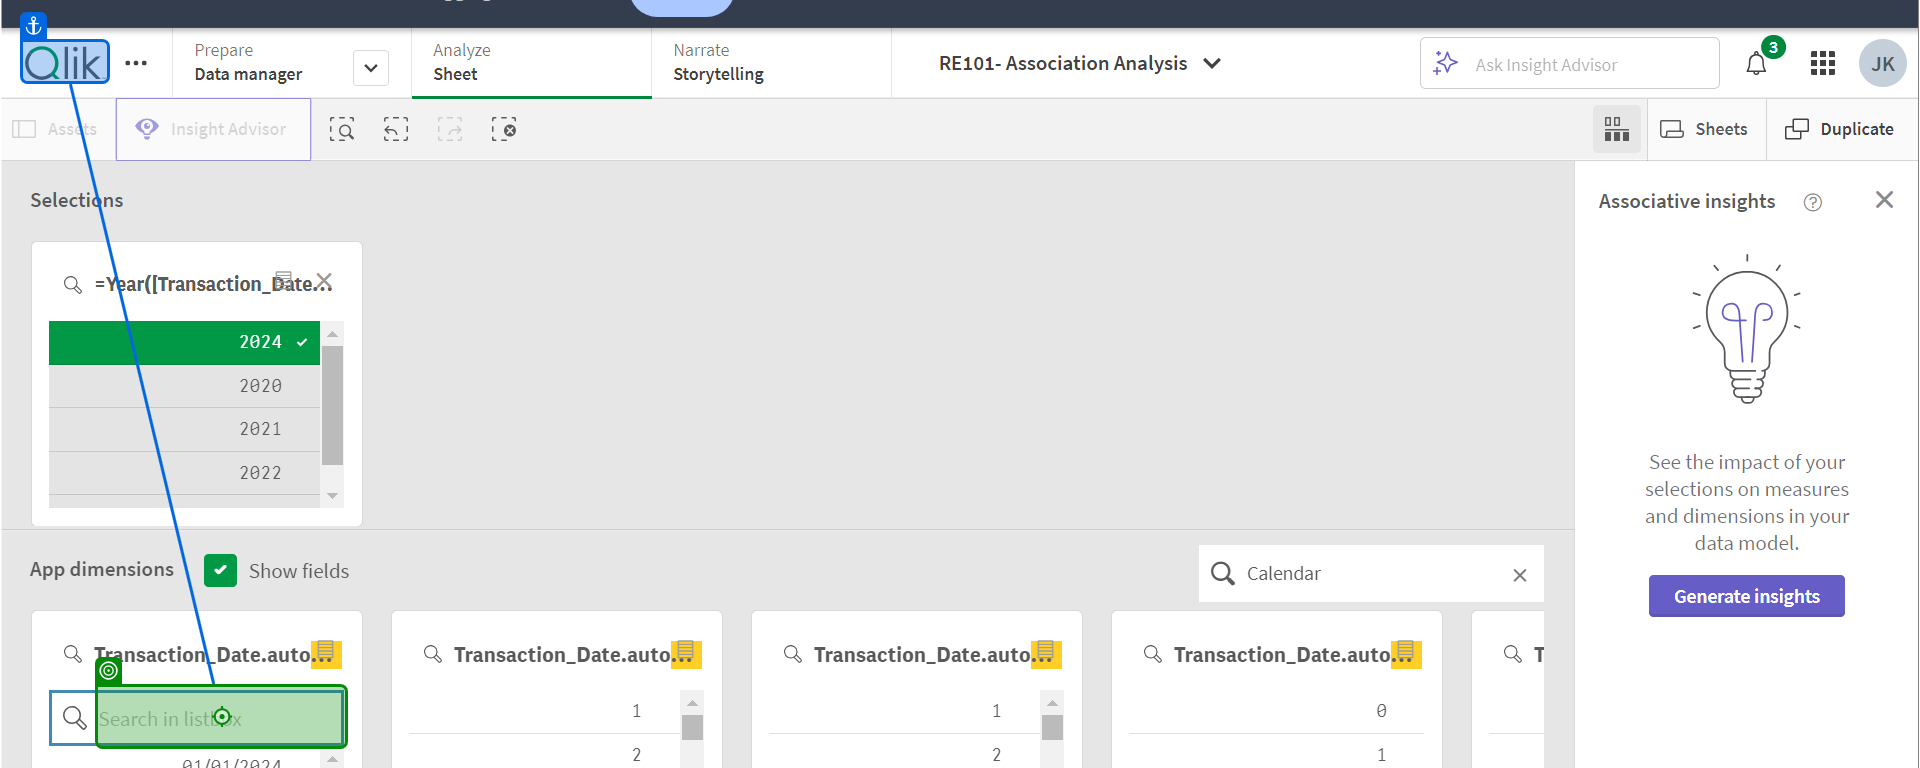 Qlik
Prepare
Data manager
Analyze
Sheet
Narrate
Storytelling
RE101- Association Analysis
Ask Insight Advisor
3
JK
Assets
Insight Advisor
Sheets
Duplicate
Selections
=Year([Transaction_Date...
2024
2020
2021
2022
Associative insights
?
See the impact of your
selections on measures
and dimensions in your
data model.
Generate insights
App dimensions
Show fields
Calendar
Transaction_Date.auto...
Transaction_Date.auto...
Transaction_Date.auto...
Transaction_Date.auto...
T
Search in listbox
01/01/2024
1
2
1
2
0
1